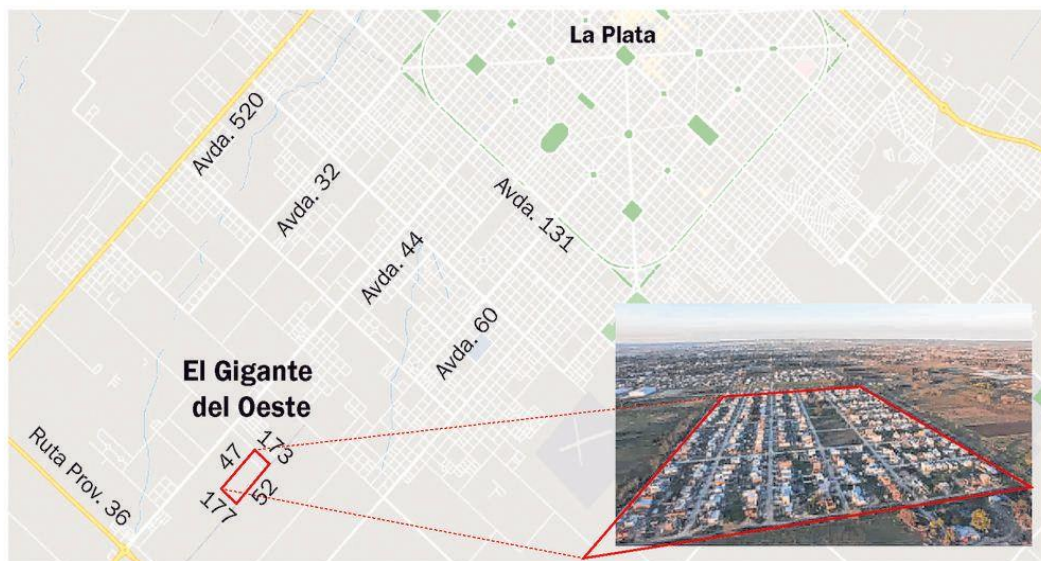 La Plata
Avda. 520
Avda. 32
Avda. 131
Avda. 44
Avda. 60
El Gigante
del Oeste
Ruta Prov. 36
47
173
52
177